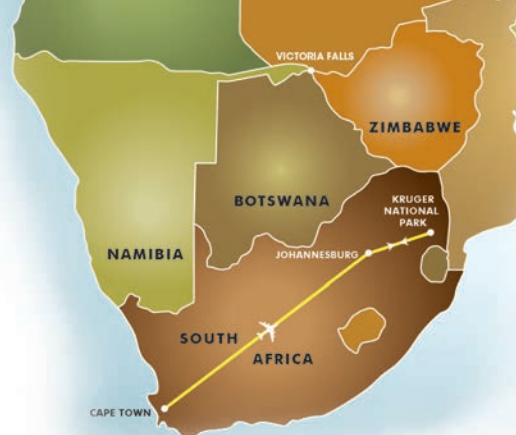 VICTORIA FALLS
ZIMBABWE
BOTSWANA
KRUGER
NATIONAL
PARK
NAMIBIA
JOHANNESBURG
SOUTH
AFRICA
CAPE TOWN